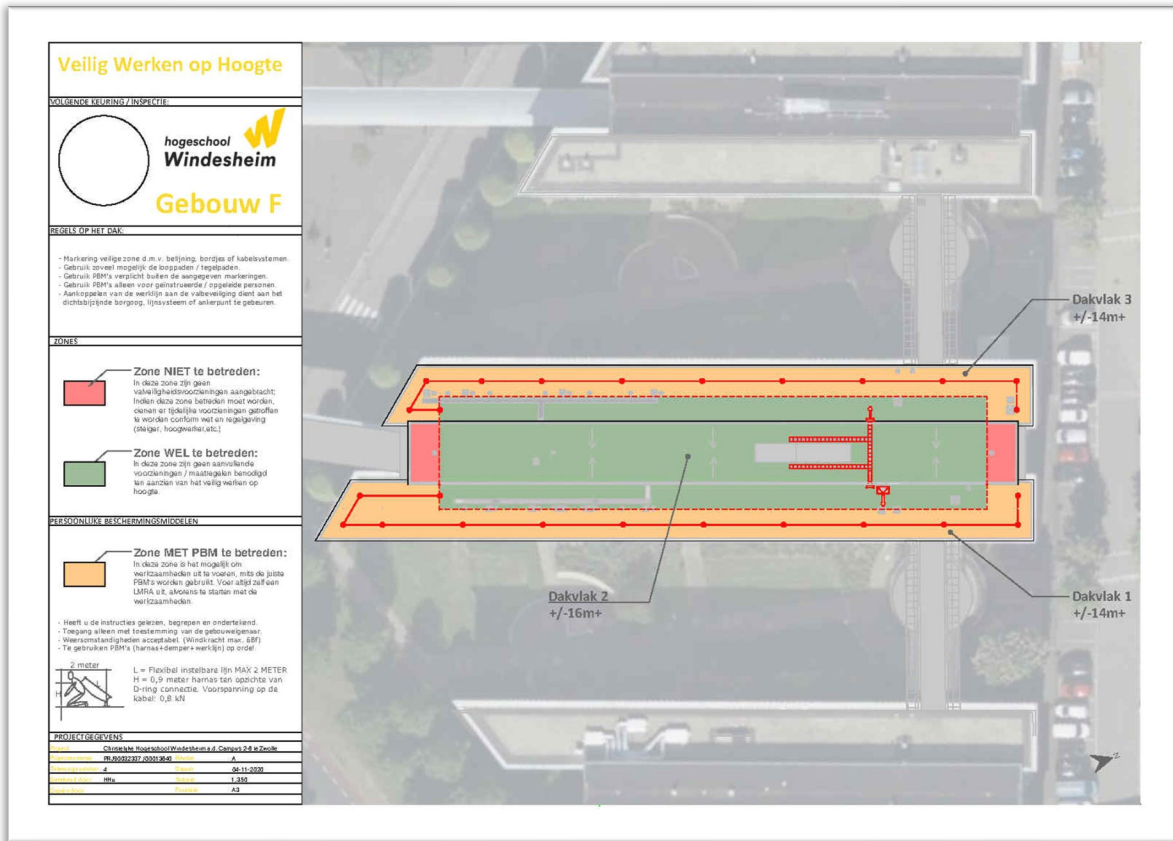 Veilig Werken op Hoogte
VOLGENDE KEURING / INSPECTIE:
hogeschool
Windesheim
Gebouw F
REGELS OP HET DAK:
- Markering veilige zone d.m.v. belijning, bordjes of kabelsystemen.
- Gebruik zoveel mogelijk de looppaden / tegelpaden.
- Gebruik PBM's verplicht buiten de aangegeven markeringen.
- Gebruik PBM's alleen voor geïnstrueerde / opgeleide personen.
- Aankoppelen van de werklijn aan de valbeveiliging dient aan het
dichtsbijzijnde borgoog, lijnsysteem of ankerpunt te gebeuren.
ZONES
Zone NIET te betreden:
In deze zone zijn geen
valveiligheidsvoorzieningen aangebracht;
Indien deze zone betreden moet worden,
dienen er tijdelijke voorzieningen getroffen
te worden conform wet en regelgeving
(steiger, hoogwerker,etc.)
Zone WEL te betreden:
In deze zone zijn geen aanvullende
voorzieningen / maatregelen benodigd
ten aanzien van het veilig werken op
hoogte.
PERSOONLIJKE BESCHERMINGSMIDDELEN
Zone MET PBM te betreden:
In deze zone is het mogelijk om
werkzaamheden uit te voeren, mits de juiste
PBM's worden gebruikt. Voer altijd zelf een
LMRA uit, alvorens te starten met de
werkzaamheden.
- Heeft u de instructies gelezen, begrepen en ondertekend.
- Toegang alleen met toestemming van de gebouweigenaar.
- Weersomstandigheden acceptabel. (Windkracht max. 6Bf)
- Te gebruiken PBM's (harnas+demper+werklijn) op orde!
2 meter
H
L
L = Flexibel instelbare lijn MAX 2 METER
H = 0,9 meter harnas ten opzichte van
D-ring connectie. Voorspanning op de
kabel: 0,8 kN
PROJECTGEGEVENS
Christelijke Hogeschool Windesheim a.d. Campus 2-6 te Zwolle
A
4 04-11-2020
HHu 1:350
A3
Dakvlak 3
+/-14m+
Dakvlak 2
+/-16m+
Dakvlak 1
+/-14m+